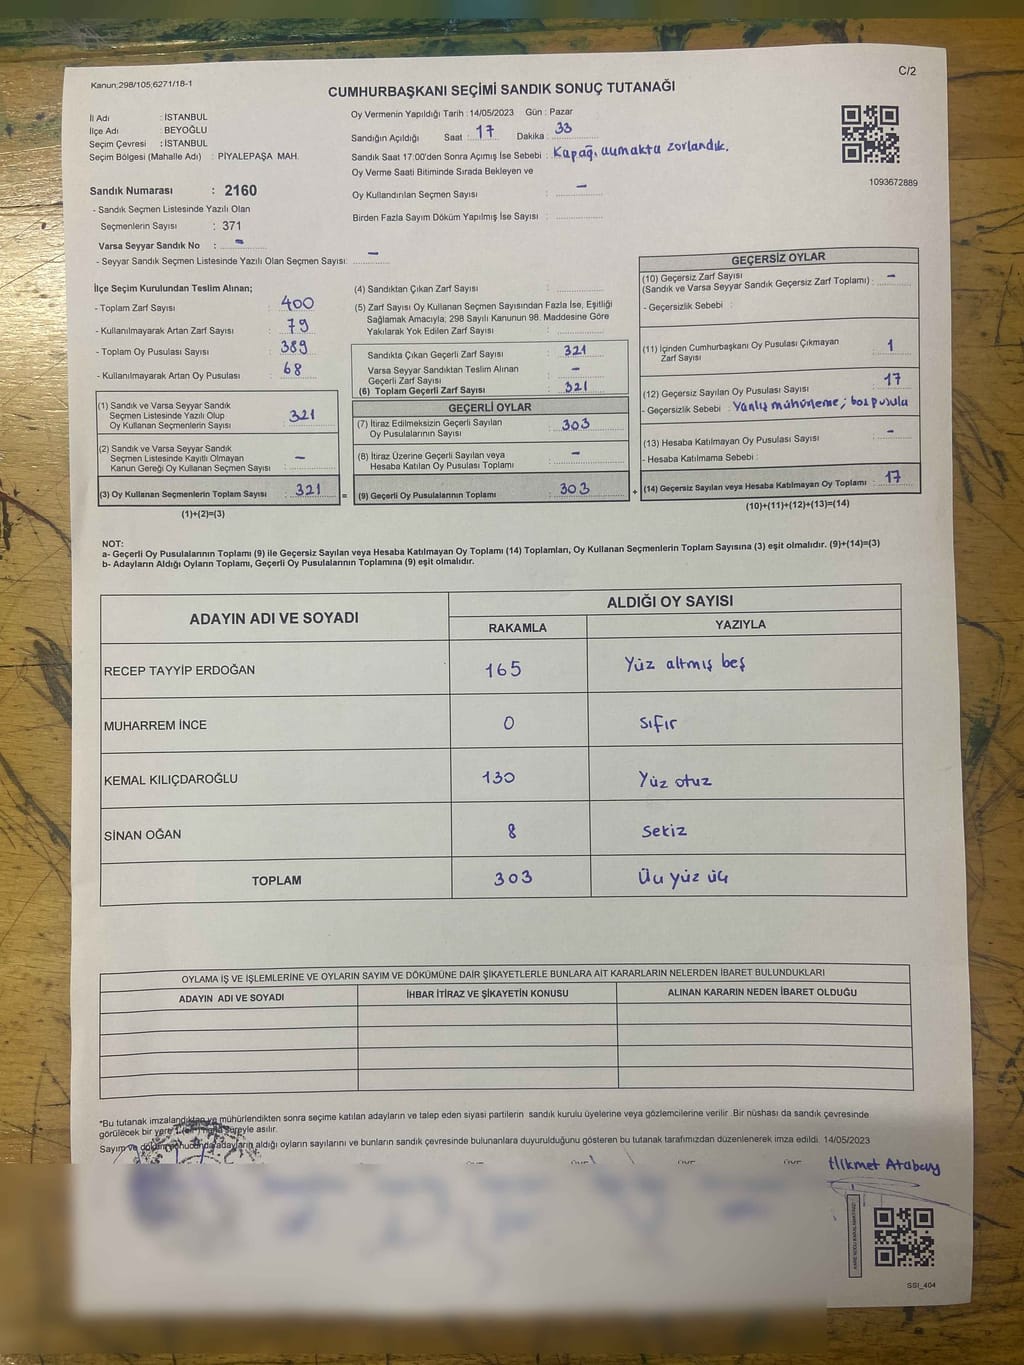 Kanun;298/105;6271/18-1
C/2
CUMHURBAŞKANI SEÇİMİ SANDIK SONUÇ TUTANAĞI
İl Adı : İSTANBUL
İlçe Adı : BEYOĞLU
Seçim Çevresi : İSTANBUL
Seçim Bölgesi (Mahalle Adı) : PİYALEPAŞA MAH.
Sandık Numarası : 2160
- Sandık Seçmen Listesinde Yazılı Olan
Seçmenlerin Sayısı : 371
Varsa Seyyar Sandık No : -
- Seyyar Sandık Seçmen Listesinde Yazılı Olan Seçmen Sayısı: -
Oy Vermenin Yapıldığı Tarih : 14/05/2023 Gün : Pazar
Sandığın Açıldığı Saat : 17 Dakika : 33
Sandık Saat 17:00'den Sonra Açımış İse Sebebi : Kapağı aumakta zorlandık.
Oy Verme Saati Bitiminde Sırada Bekleyen ve
Oy Kullandırılan Seçmen Sayısı : -
Birden Fazla Sayım Döküm Yapılmış İse Sayısı :
1093672889
İlçe Seçim Kurulundan Teslim Alınan;
- Toplam Zarf Sayısı : 400
- Kullanılmayarak Artan Zarf Sayısı : 79
- Toplam Oy Pusulası Sayısı : 389
- Kullanılmayarak Artan Oy Pusulası : 68
(1) Sandık ve Varsa Seyyar Sandık
Seçmen Listesinde Yazılı Olup
Oy Kullanan Seçmenlerin Sayısı : 321
(2) Sandık ve Varsa Seyyar Sandık
Seçmen Listesinde Kayıtlı Olmayan
Kanun Gereği Oy Kullanan Seçmen Sayısı : -
(3) Oy Kullanan Seçmenlerin Toplam Sayısı : 321 =
(1)+(2)=(3)
(4) Sandıktan Çıkan Zarf Sayısı :
(5) Zarf Sayısı Oy Kullanan Seçmen Sayısından Fazla İse, Eşitliği
Sağlamak Amacıyla; 298 Sayılı Kanunun 98. Maddesine Göre
Yakılarak Yok Edilen Zarf Sayısı :
Sandıkta Çıkan Geçerli Zarf Sayısı : 321
Varsa Seyyar Sandıktan Teslim Alınan
Geçerli Zarf Sayısı : -
(6) Toplam Geçerli Zarf Sayısı : 321
GEÇERLİ OYLAR
(7) İtiraz Edilmeksizin Geçerli Sayılan
Oy Pusulalarının Sayısı : 303
(8) İtiraz Üzerine Geçerli Sayılan veya
Hesaba Katılan Oy Pusulası Toplamı : -
(9) Geçerli Oy Pusulalarının Toplamı : 303 +
GEÇERSİZ OYLAR
(10) Geçersiz Zarf Sayısı
(Sandık ve Varsa Seyyar Sandık Geçersiz Zarf Toplamı) : -
- Geçersizlik Sebebi :
(11) İçinden Cumhurbaşkanı Oy Pusulası Çıkmayan
Zarf Sayısı : 1
(12) Geçersiz Sayılan Oy Pusulası Sayısı : 17
- Geçersizlik Sebebi : Yanlış mühürleme; boş pusula
(13) Hesaba Katılmayan Oy Pusulası Sayısı : -
- Hesaba Katılmama Sebebi :
(14) Geçersiz Sayılan veya Hesaba Katılmayan Oy Toplamı : 17
(10)+(11)+(12)+(13)=(14)
NOT:
a- Geçerli Oy Pusulalarının Toplamı (9) ile Geçersiz Sayılan veya Hesaba Katılmayan Oy Toplamı (14) Toplamları, Oy Kullanan Seçmenlerin Toplam Sayısına (3) eşit olmalıdır. (9)+(14)=(3)
b- Adayların Aldığı Oyların Toplamı, Geçerli Oy Pusulalarının Toplamına (9) eşit olmalıdır.
ADAYIN ADI VE SOYADI ALDIĞI OY SAYISI
RAKAMLA YAZIYLA
RECEP TAYYİP ERDOĞAN 165 Yüz altmış beş
MUHARREM İNCE 0 Sıfır
KEMAL KILIÇDAROĞLU 130 Yüz otuz
SİNAN OĞAN 8 Sekiz
TOPLAM 303 Üç yüz üç
OYLAMA İŞ VE İŞLEMLERİNE VE OYLARIN SAYIM VE DÖKÜMÜNE DAİR ŞİKAYETLERLE BUNLARA AİT KARARLARIN NELERDEN İBARET BULUNDUKLARI
ADAYIN ADI VE SOYADI İHBAR İTİRAZ VE ŞİKAYETİN KONUSU ALINAN KARARIN NEDEN İBARET OLDUĞU
*Bu tutanak imzalandıktan ve mühürlendikten sonra seçime katılan adayların ve talep eden siyasi partilerin sandık kurulu üyelerine veya gözlemcilerine verilir .Bir nüshası da sandık çevresinde
görülecek bir yere 1 hafta süreyle asılır.
Sayım ve döküm sonucunda adayların aldığı oyların sayılarını ve bunların sandık çevresinde bulunanlara duyurulduğunu gösteren bu tutanak tarafımızdan düzenlenerek imza edildi. 14/05/2023
Hikmet
SSI_404